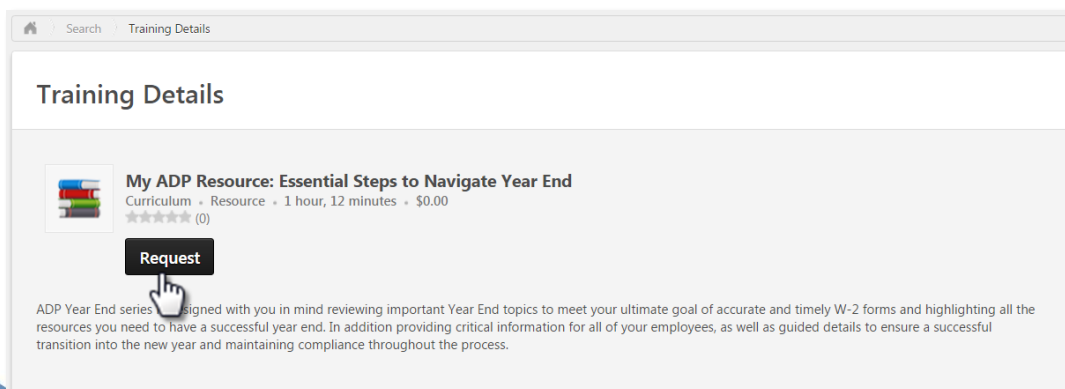 Search Training Details
Training Details
My ADP Resource: Essential Steps to Navigate Year End
Curriculum • Resource • 1 hour, 12 minutes • $0.00
(0)
Request
ADP Year End series signed with you in mind reviewing important Year End topics to meet your ultimate goal of accurate and timely W-2 forms and highlighting all the
resources you need to have a successful year end. In addition providing critical information for all of your employees, as well as guided details to ensure a successful
transition into the new year and maintaining compliance throughout the process.